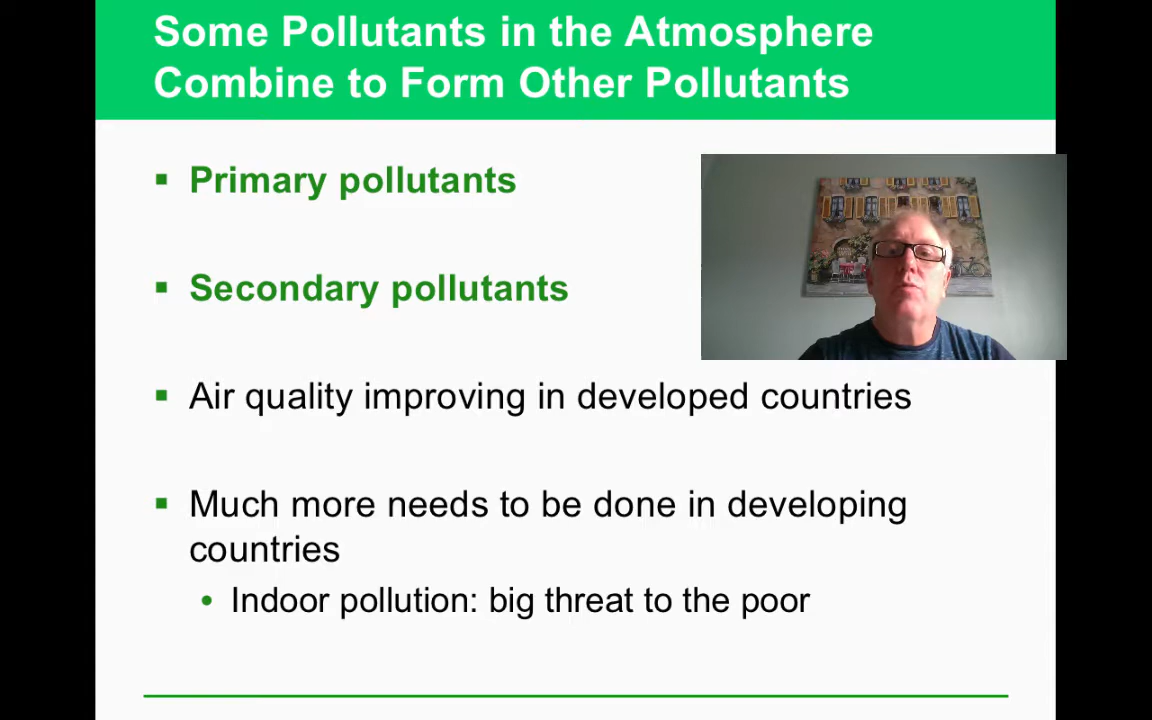 Some Pollutants in the Atmosphere
Combine to Form Other Pollutants
▪ Primary pollutants
▪ Secondary pollutants
▪ Air quality improving in developed countries
▪ Much more needs to be done in developing
countries
• Indoor pollution: big threat to the poor